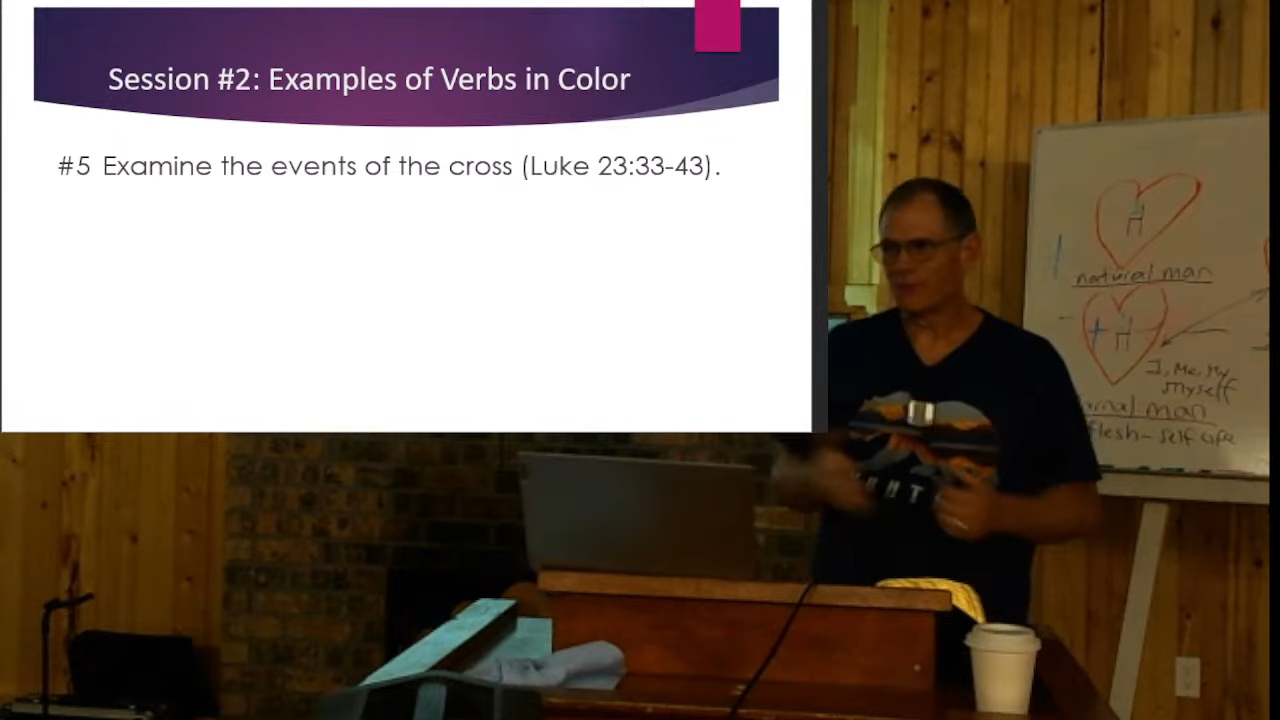 Session #2: Examples of Verbs in Color
#5 Examine the events of the cross (Luke 23:33-43).
H
natural man
+ H
I, Me, My
Myself
flesh - self life